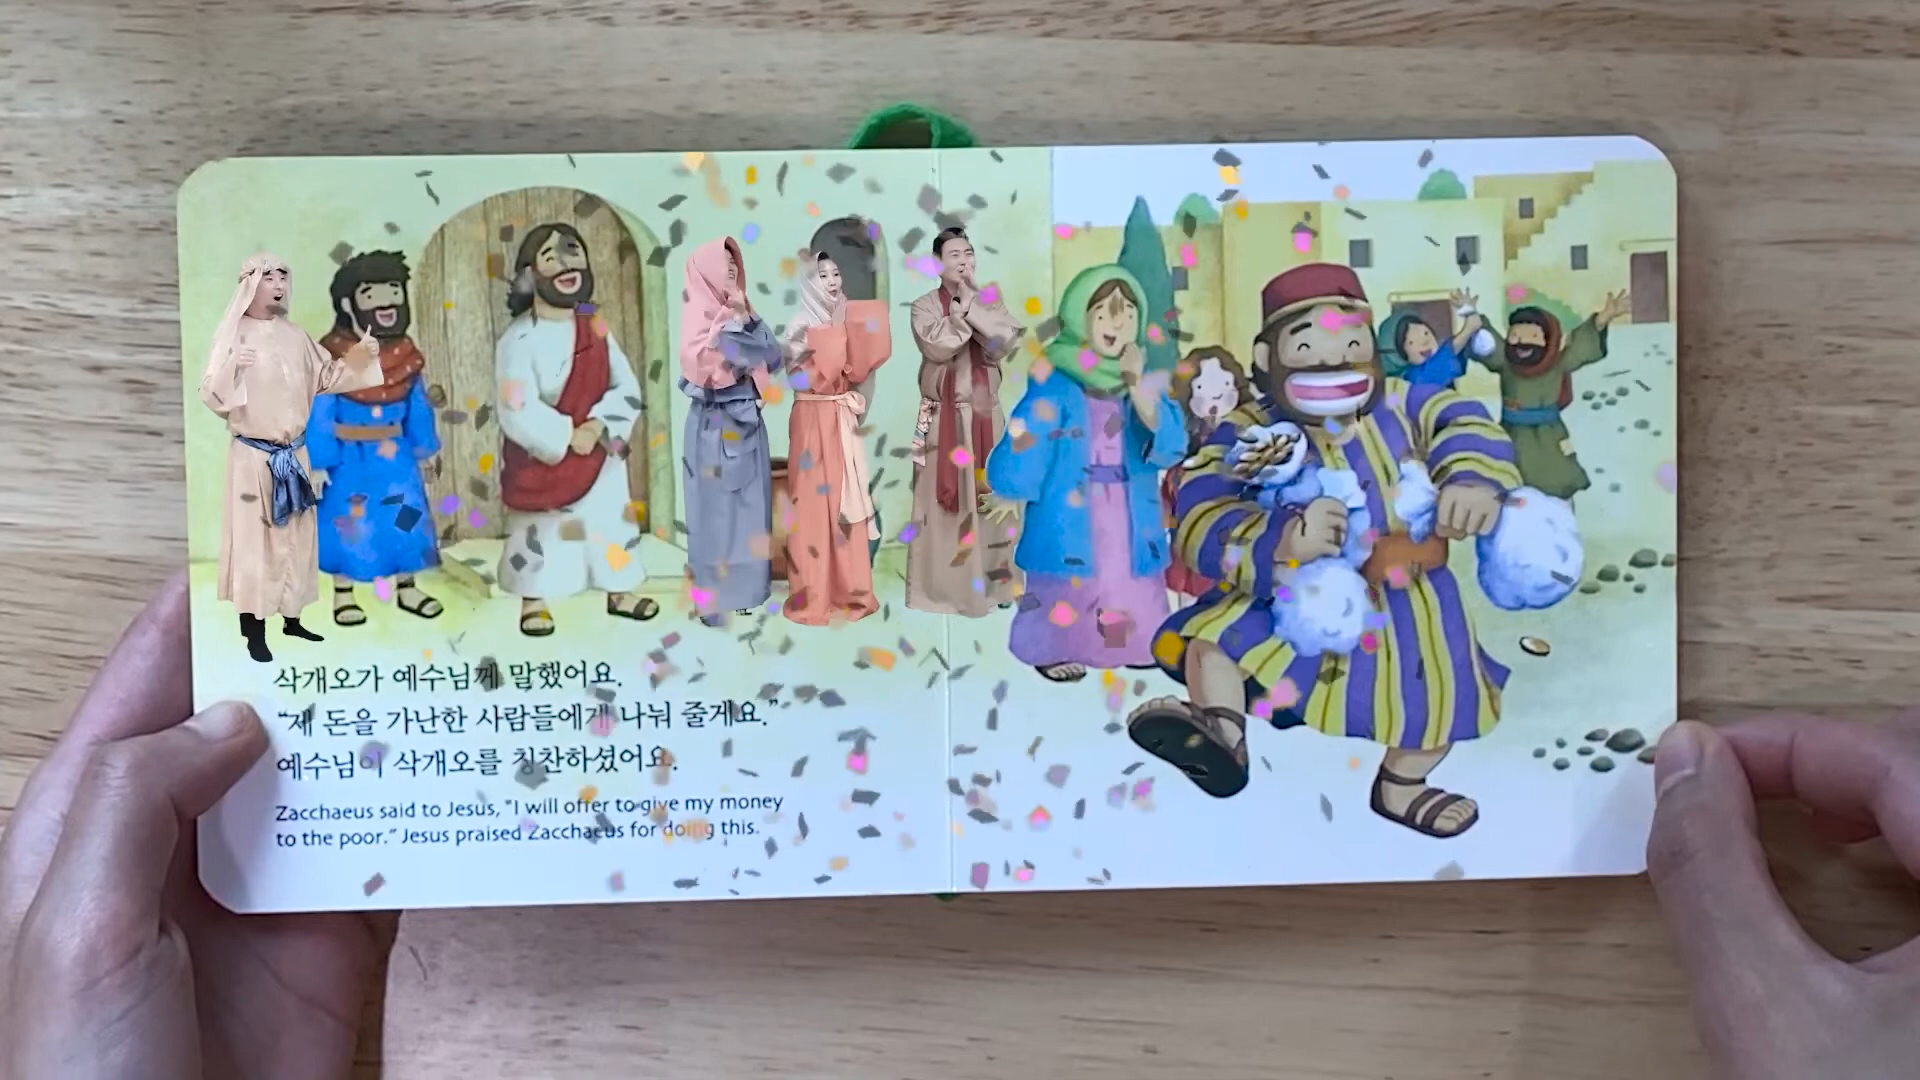 삭개오가 예수님께 말했어요.
“제 돈을 가난한 사람들에게 나눠 줄게요.”
예수님이 삭개오를 칭찬하셨어요.
Zacchaeus said to Jesus, "I will offer to give my money
to the poor." Jesus praised Zacchaeus for doing this.